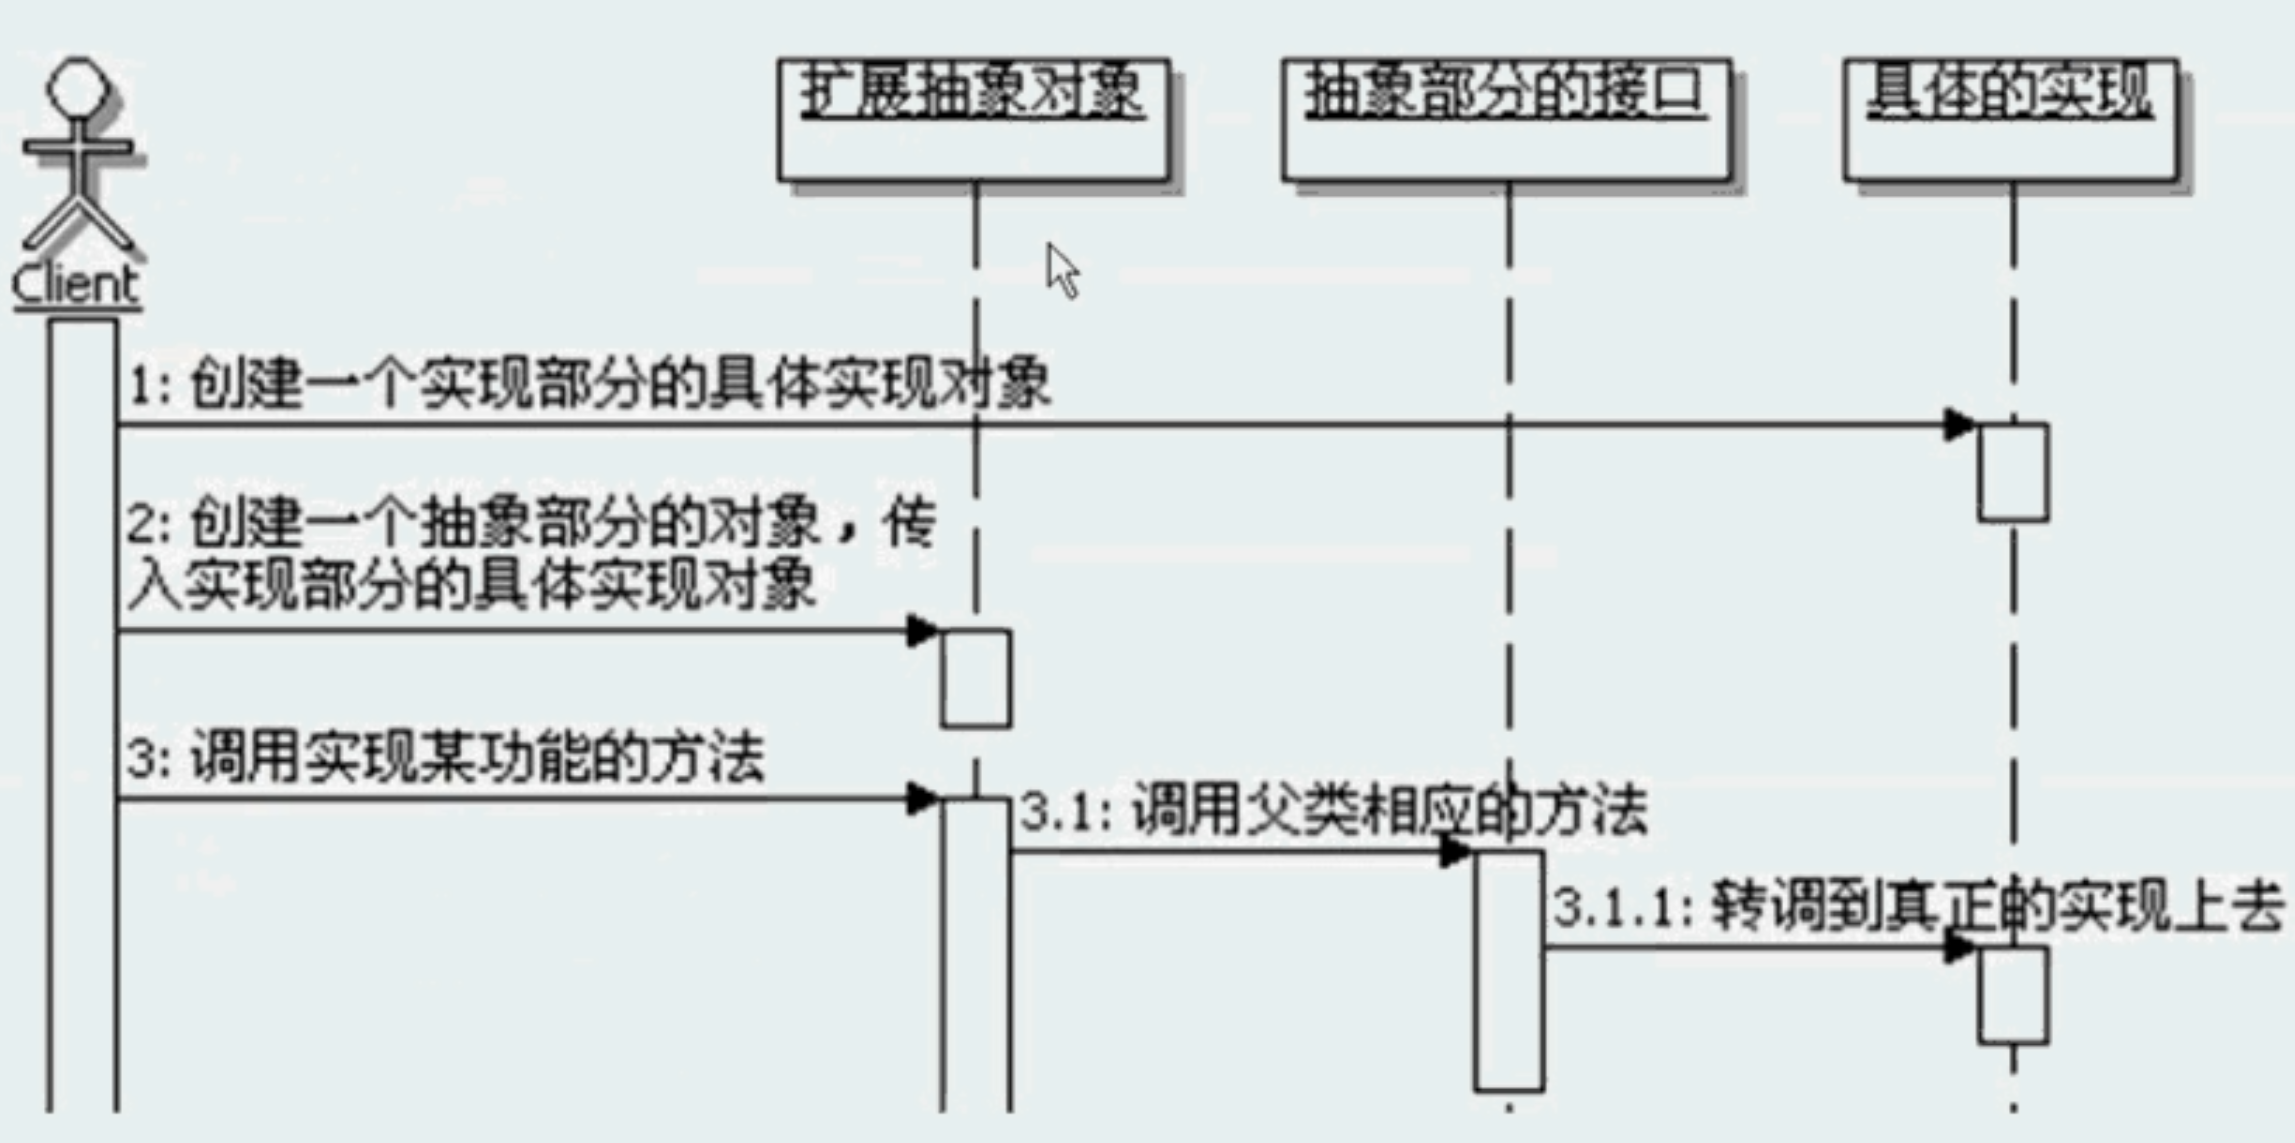 扩展抽象对象
抽象部分的接口
具体的实现
Client
1: 创建一个实现部分的具体实现对象
2: 创建一个抽象部分的对象，传
入实现部分的具体实现对象
3: 调用实现某功能的方法
3.1: 调用父类相应的方法
3.1.1: 转调到真正的实现上去